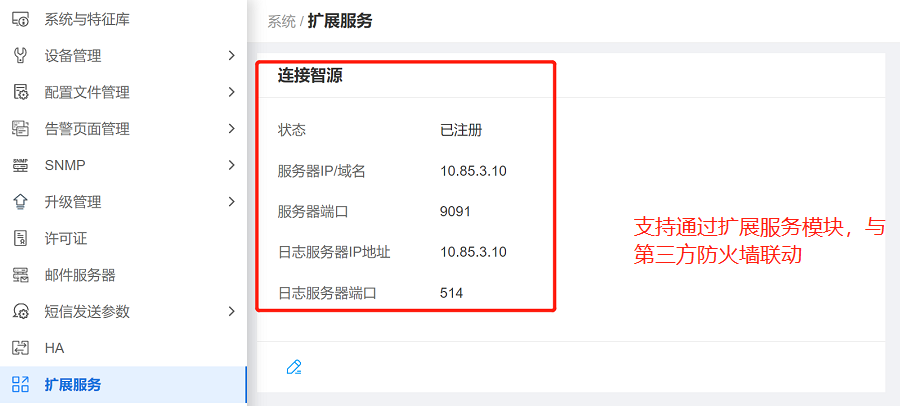 系统与特征库
设备管理
配置文件管理
告警页面管理
SNMP
SNMP
升级管理
许可证
邮件服务器
短信发送参数
HA
扩展服务
系统 / 扩展服务
连接智源
状态 已注册
服务器IP/域名 10.85.3.10
服务器端口 9091
日志服务器IP地址 10.85.3.10
日志服务器端口 514
支持通过扩展服务模块，与
第三方防火墙联动